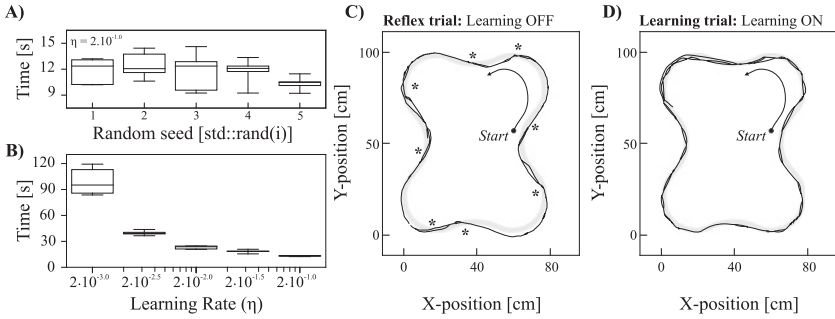 A)
η = 2.10-1.0
Time [s]
15
12
9
1 2 3 4 5
Random seed [std::rand(i)]
B)
Time [s]
120
90
60
30
0
2·10-3.0 2·10-2.5 2·10-2.0 2·10-1.5 2·10-1.0
Learning Rate (η)
C)
Reflex trial: Learning OFF
Y-position [cm]
100
50
0
* * * * * * * *
Start
0 40 80
X-position [cm]
D)
Learning trial: Learning ON
Y-position [cm]
100
50
0
Start
0 40 80
X-position [cm]